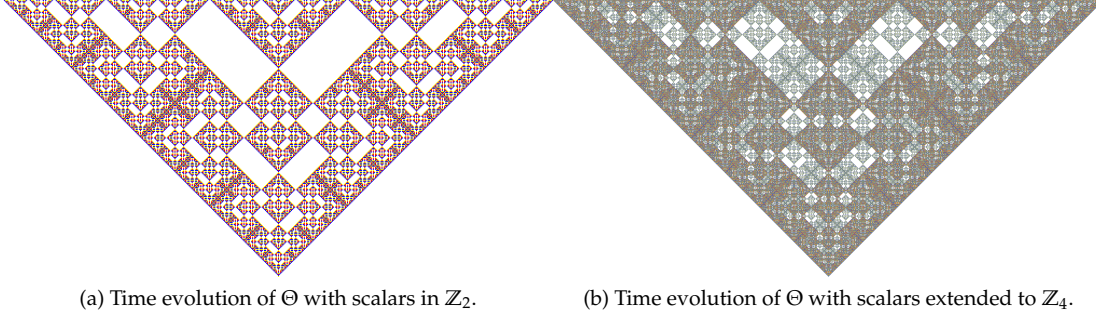 (a) Time evolution of Θ with scalars in ℤ₂.
(b) Time evolution of Θ with scalars extended to ℤ₄.